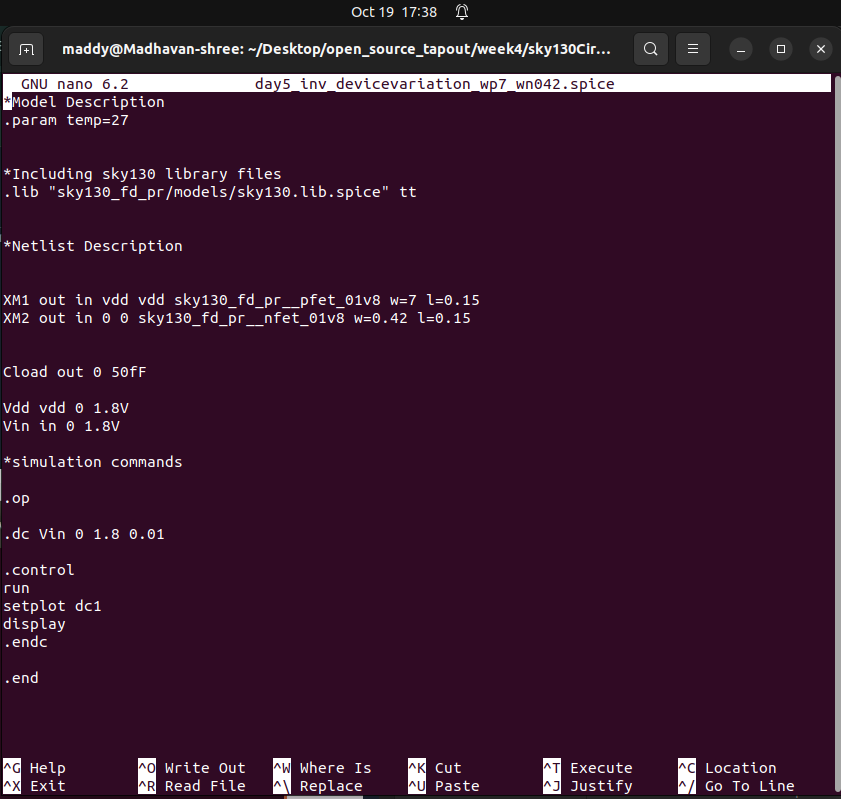 Oct 19 17:38
maddy@Madhavan-shree: ~/Desktop/open_source_tapout/week4/sky130Cir...
GNU nano 6.2 day5_inv_devicevariation_wp7_wn042.spice
*Model Description
.param temp=27
*Including sky130 library files
.lib "sky130_fd_pr/models/sky130.lib.spice" tt
*Netlist Description
XM1 out in vdd vdd sky130_fd_pr__pfet_01v8 w=7 l=0.15
XM2 out in 0 0 sky130_fd_pr__nfet_01v8 w=0.42 l=0.15
Cload out 0 50fF
Vdd vdd 0 1.8V
Vin in 0 1.8V
*simulation commands
.op
.dc Vin 0 1.8 0.01
.control
run
setplot dc1
display
.endc
.end
^G Help ^O Write Out ^W Where Is ^K Cut ^T Execute ^C Location
^X Exit ^R Read File ^\ Replace ^U Paste ^J Justify ^/ Go To Line